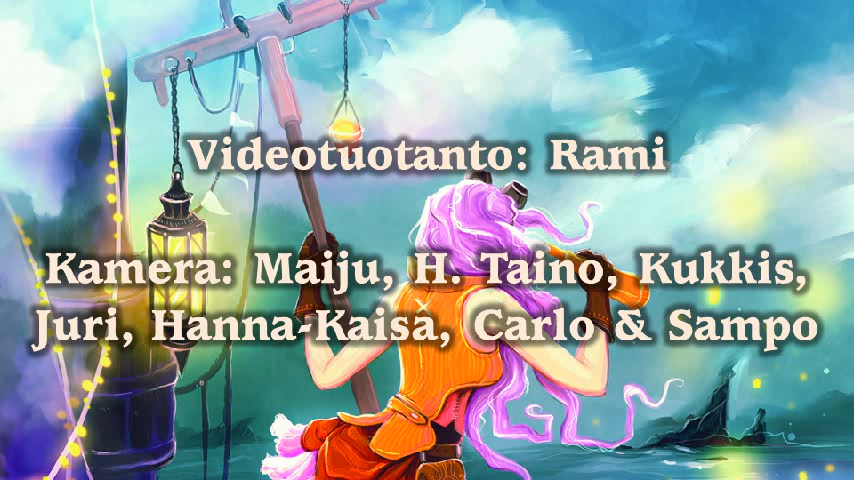 Videotuotanto: Rami
Kamera: Maiju, H. Taino, Kukkis,
Juri, Hanna-Kaisa, Carlo & Sampo